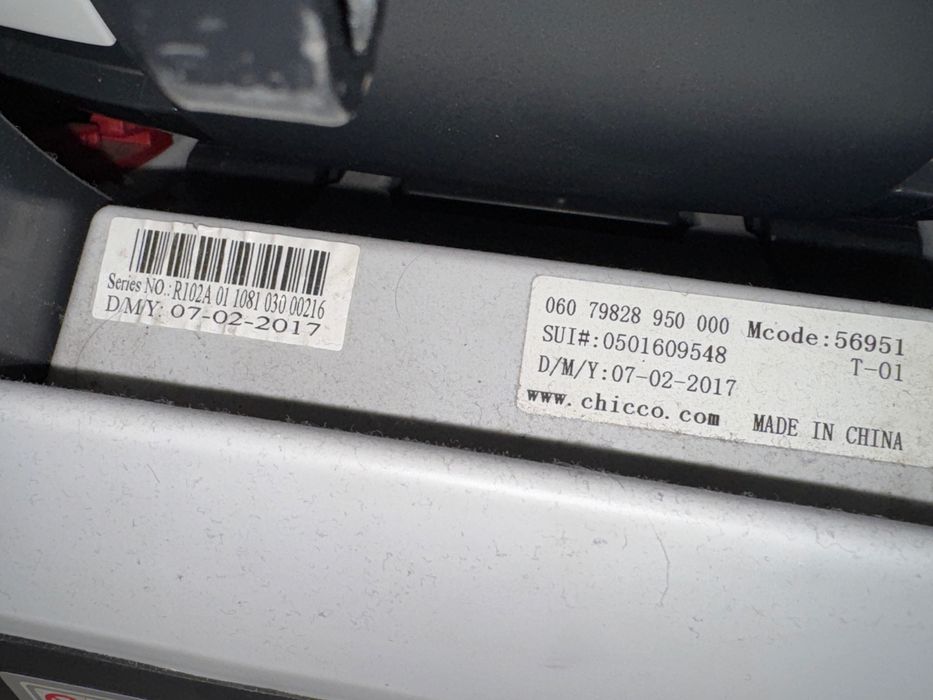 Series NO.: R102A 01 1081 030 00216
D/M/Y: 07-02-2017
060 79828 950 000 Mcode:56951
SUI#:0501609548 T-01
D/M/Y:07-02-2017
www.chicco.com MADE IN CHINA